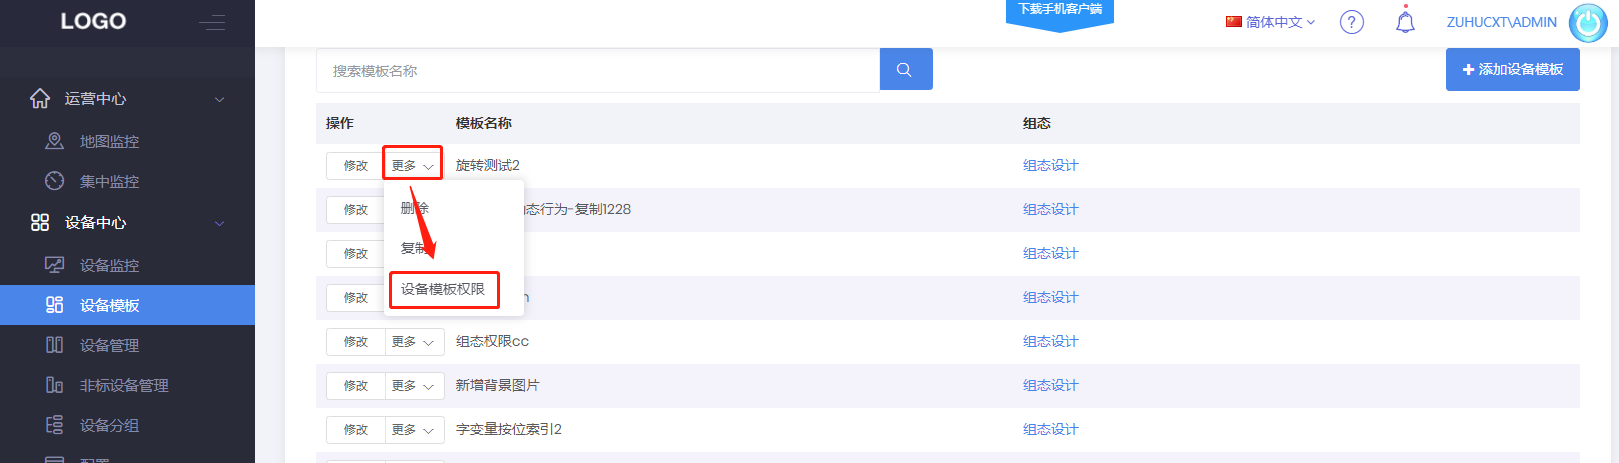 LOGO
下载手机客户端
简体中文
?
ZUHUCXT\ADMIN
运营中心
地图监控
集中监控
设备中心
设备监控
设备模板
设备管理
非标设备管理
设备分组
搜索模板名称
添加设备模板
操作 模板名称 组态
修改 更多 旋转测试2 组态设计
修改 态行为-复制1228 组态设计
修改 组态设计
修改 组态设计
删除
复制
设备模板权限
修改 更多 组态权限cc 组态设计
修改 更多 新增背景图片 组态设计
修改 更多 字变量按位索引2 组态设计